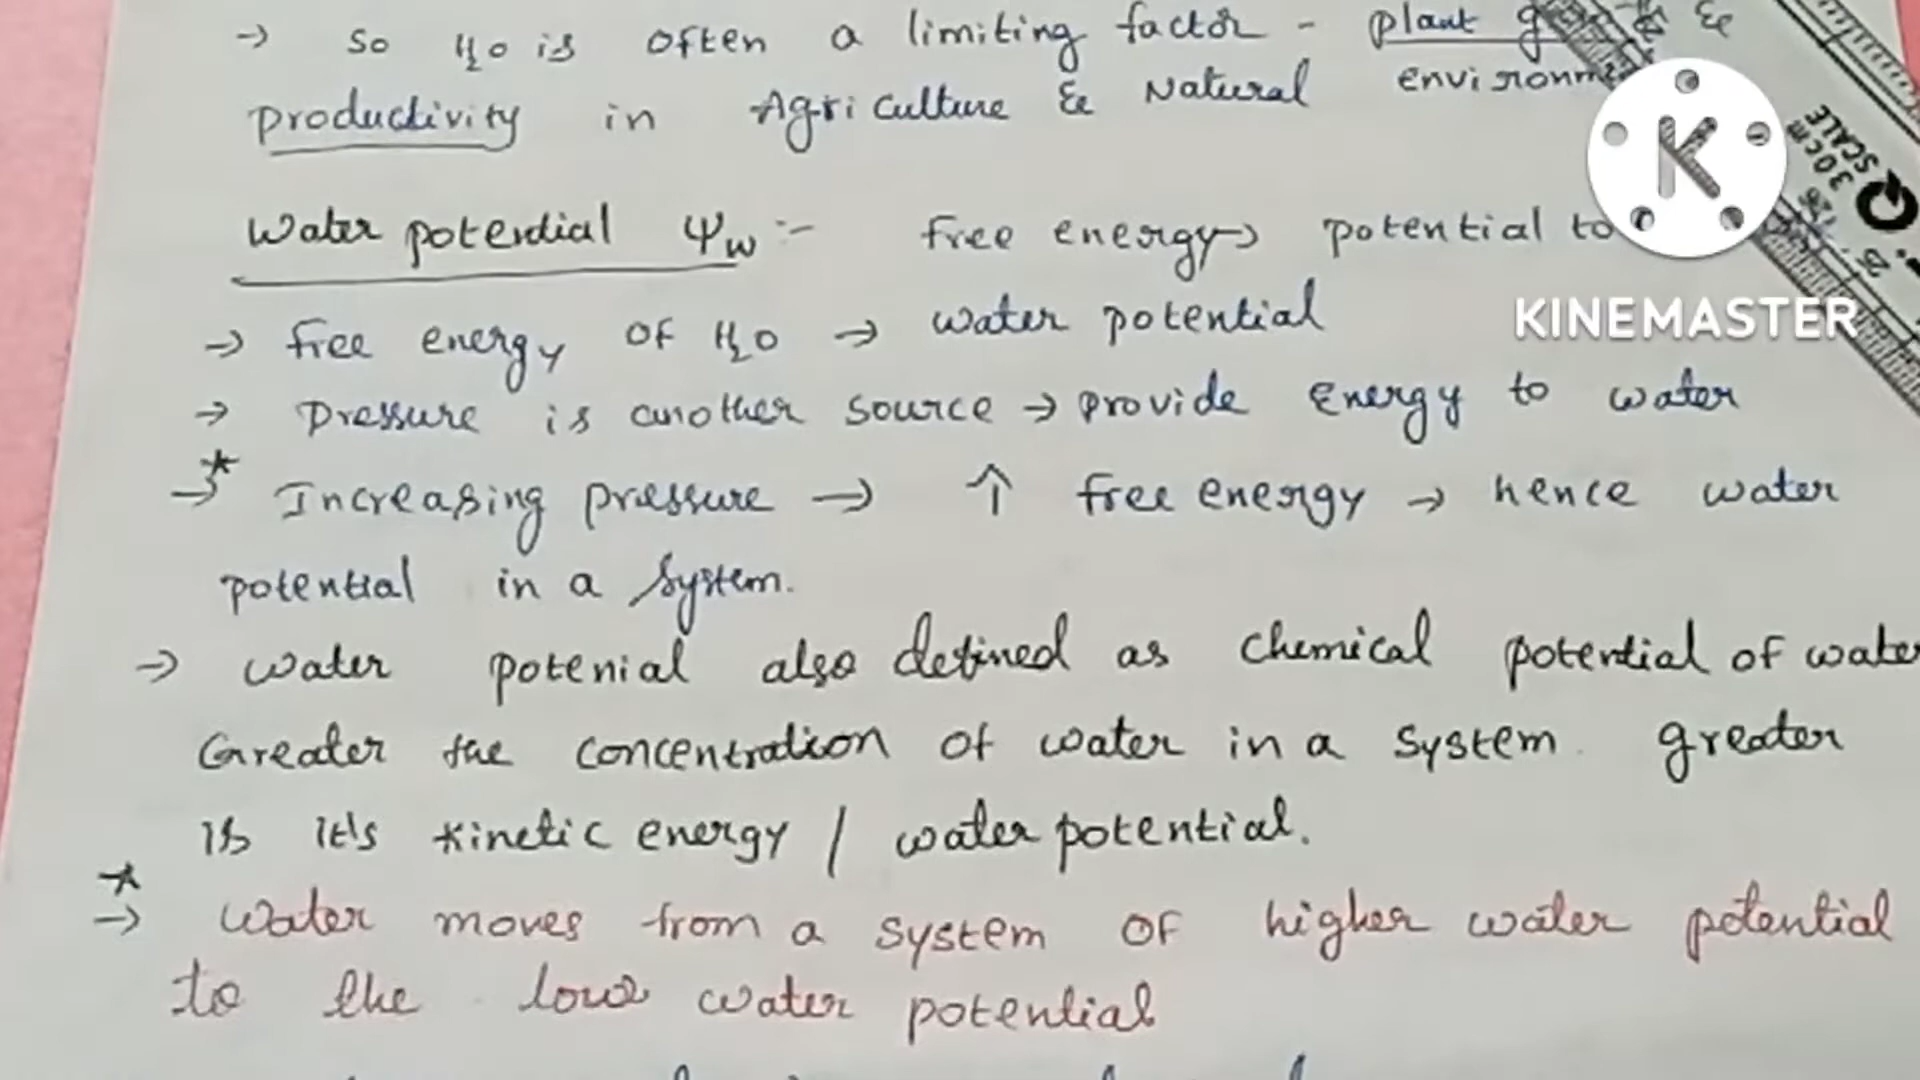 → So H₂O is often a limiting factor - plant &
productivity in Agriculture & Natural
Water potential Ψw :- free energy → potential to
→ free energy of H₂O → water potential
→ pressure is another source → provide energy to water
→* Increasing pressure → ↑ free energy → hence water
potential in a system.
→ water potenial also defined as chemical potential of water
Greater the concentration of water in a system. greater
is it's kinetic energy / water potential.
*→ Water moves from a system of higher water potential
to the low water potential
KINEMASTER
K
30cm
SCALE